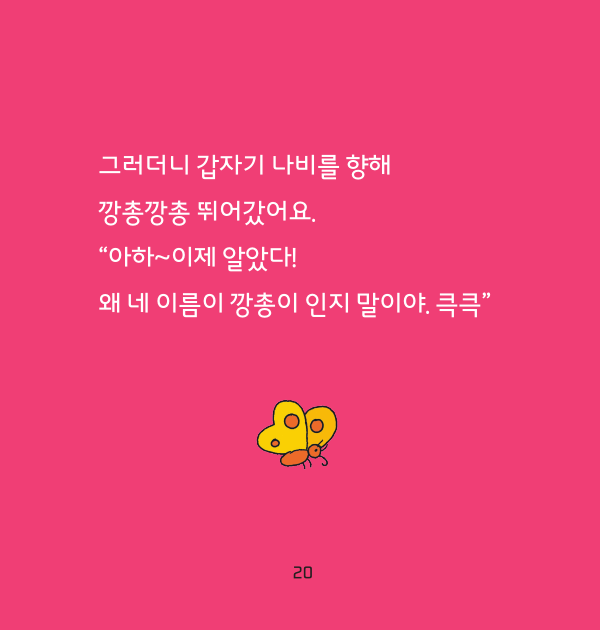 그러더니 갑자기 나비를 향해
깡총깡총 뛰어갔어요.
“아하~이제 알았다!
왜 네 이름이 깡총이 인지 말이야. 큭큭”
20